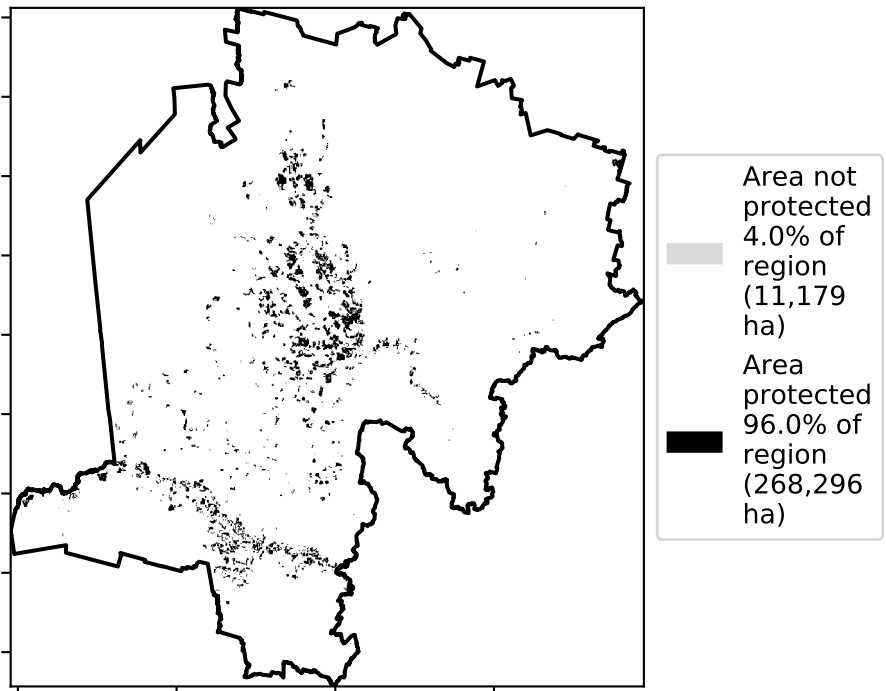 Area not
protected
4.0% of
region
(11,179
ha)
Area
protected
96.0% of
region
(268,296
ha)